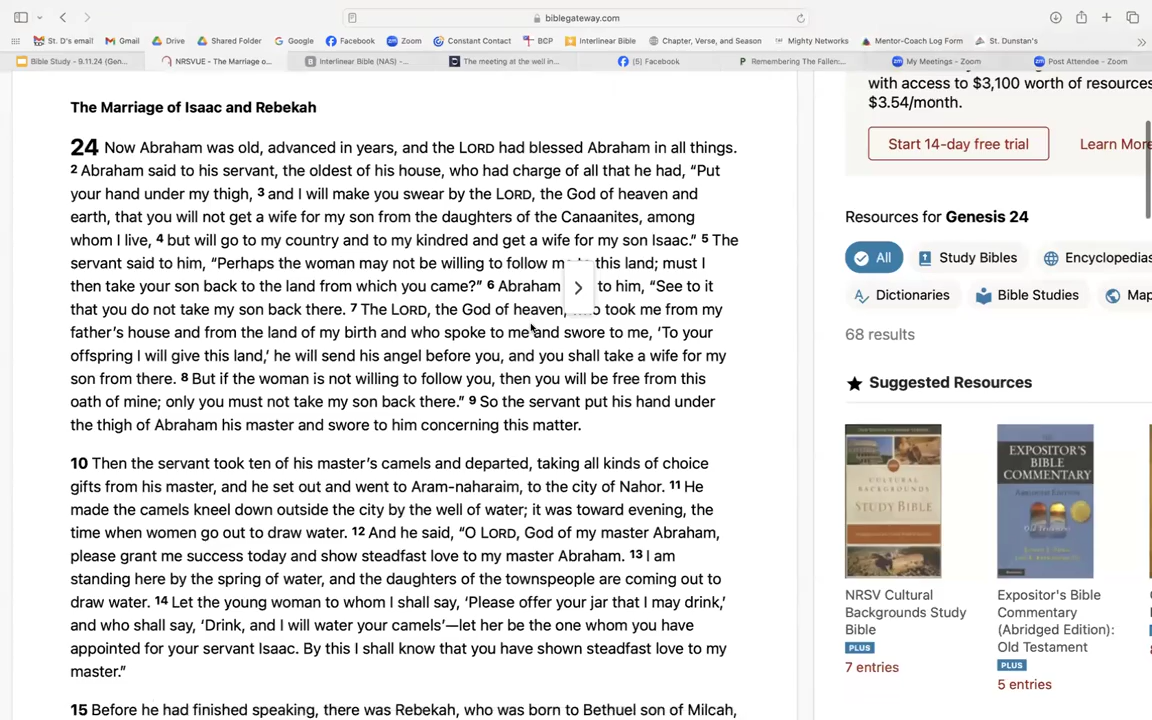 biblegateway.com
St. D's email
Gmail
Drive
Shared Folder
Google
Facebook
Zoom
Constant Contact
BCP
Interlinear Bible
Chapter, Verse, and Season
Mighty Networks
Mentor-Coach Log Form
St. Dunstan's
Bible Study - 9.11.24 (Gen...
NRSVUE - The Marriage o...
Interlinear Bible (NAS) -...
The meeting at the well in...
(5) Facebook
Remembering The Fallen:...
My Meetings - Zoom
Post Attendee - Zoom
The Marriage of Isaac and Rebekah
24 Now Abraham was old, advanced in years, and the LORD had blessed Abraham in all things.
2 Abraham said to his servant, the oldest of his house, who had charge of all that he had, “Put
your hand under my thigh, 3 and I will make you swear by the LORD, the God of heaven and
earth, that you will not get a wife for my son from the daughters of the Canaanites, among
whom I live, 4 but will go to my country and to my kindred and get a wife for my son Isaac.” 5 The
servant said to him, “Perhaps the woman may not be willing to follow this land; must I
then take your son back to the land from which you came?” 6 Abraham to him, “See to it
that you do not take my son back there. 7 The LORD, the God of heaven, took me from my
father’s house and from the land of my birth and who spoke to me and swore to me, ‘To your
offspring I will give this land,’ he will send his angel before you, and you shall take a wife for my
son from there. 8 But if the woman is not willing to follow you, then you will be free from this
oath of mine; only you must not take my son back there.” 9 So the servant put his hand under
the thigh of Abraham his master and swore to him concerning this matter.
10 Then the servant took ten of his master’s camels and departed, taking all kinds of choice
gifts from his master, and he set out and went to Aram-naharaim, to the city of Nahor. 11 He
made the camels kneel down outside the city by the well of water; it was toward evening, the
time when women go out to draw water. 12 And he said, “O LORD, God of my master Abraham,
please grant me success today and show steadfast love to my master Abraham. 13 I am
standing here by the spring of water, and the daughters of the townspeople are coming out to
draw water. 14 Let the young woman to whom I shall say, ‘Please offer your jar that I may drink,’
and who shall say, ‘Drink, and I will water your camels’—let her be the one whom you have
appointed for your servant Isaac. By this I shall know that you have shown steadfast love to my
master.”
15 Before he had finished speaking, there was Rebekah, who was born to Bethuel son of Milcah,
with access to $3,100 worth of resources
$3.54/month.
Start 14-day free trial
Learn More
Resources for Genesis 24
All
Study Bibles
Encyclopedias
Dictionaries
Bible Studies
Map
68 results
Suggested Resources
CULTURAL
BACKGROUNDS
STUDY BIBLE
EXPOSITOR'S
BIBLE
COMMENTARY
Old Testament
NRSV Cultural
Backgrounds Study
Bible
PLUS
7 entries
Expositor's Bible
Commentary
(Abridged Edition):
Old Testament
PLUS
5 entries